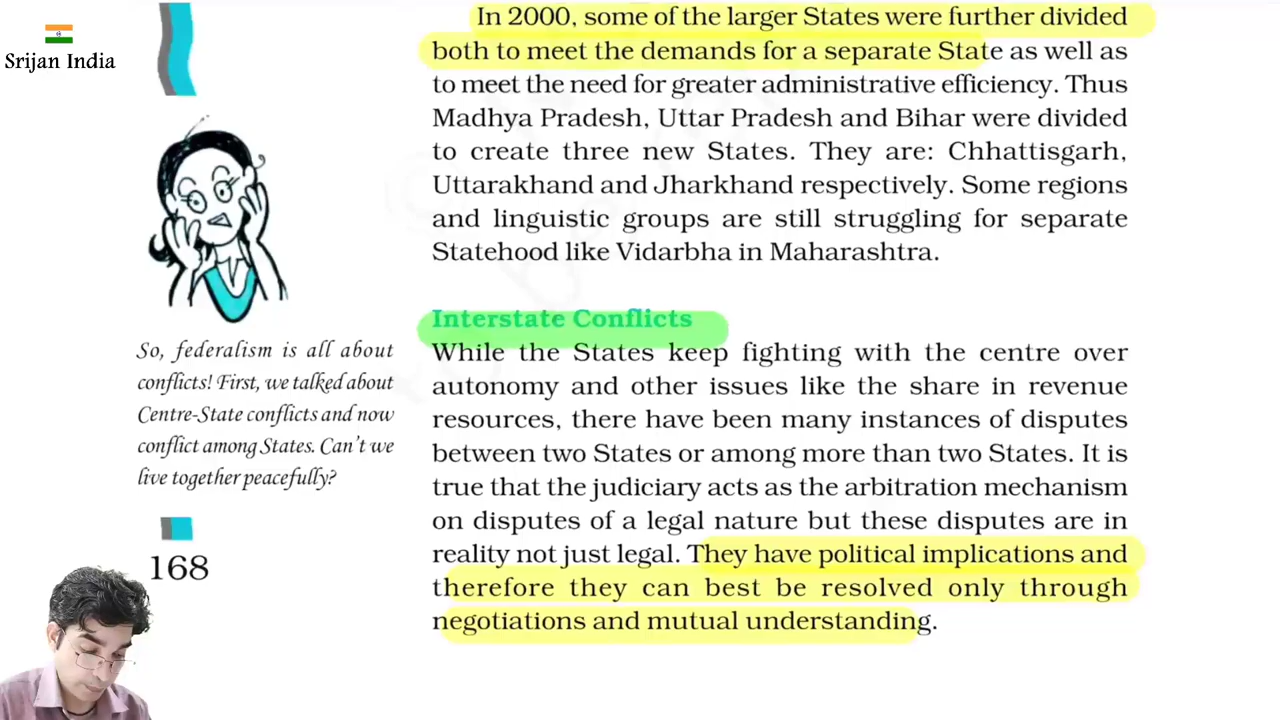 Srijan India
In 2000, some of the larger States were further divided
both to meet the demands for a separate State as well as
to meet the need for greater administrative efficiency. Thus
Madhya Pradesh, Uttar Pradesh and Bihar were divided
to create three new States. They are: Chhattisgarh,
Uttarakhand and Jharkhand respectively. Some regions
and linguistic groups are still struggling for separate
Statehood like Vidarbha in Maharashtra.
Interstate Conflicts
While the States keep fighting with the centre over
autonomy and other issues like the share in revenue
resources, there have been many instances of disputes
between two States or among more than two States. It is
true that the judiciary acts as the arbitration mechanism
on disputes of a legal nature but these disputes are in
reality not just legal. They have political implications and
therefore they can best be resolved only through
negotiations and mutual understanding.
So, federalism is all about
conflicts! First, we talked about
Centre-State conflicts and now
conflict among States. Can't we
live together peacefully?
168